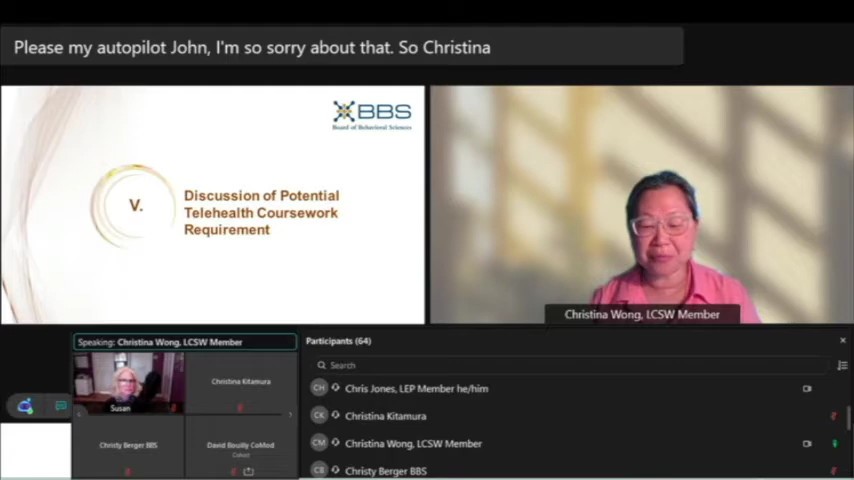 Please my autopilot John, I'm so sorry about that. So Christina
BBS
Board of Behavioral Sciences
V.
Discussion of Potential
Telehealth Coursework
Requirement
Christina Wong, LCSW Member
Speaking: Christina Wong, LCSW Member
Susan
Christina Kitamura
Christy Berger BBS
David Bouilly CoMod
Cohost
Participants (64)
Search
CH Chris Jones, LEP Member he/him
CK Christina Kitamura
CM Christina Wong, LCSW Member
CB Christy Berger BBS